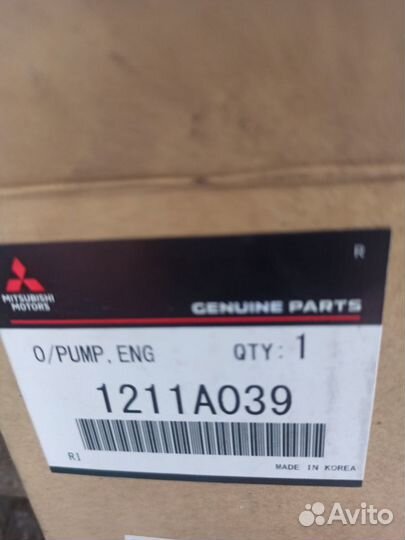 R
MITSUBISHI
MOTORS
GENUINE PARTS
O/PUMP, ENG QTY: 1
1211A039
R1
MADE IN KOREA
Avito